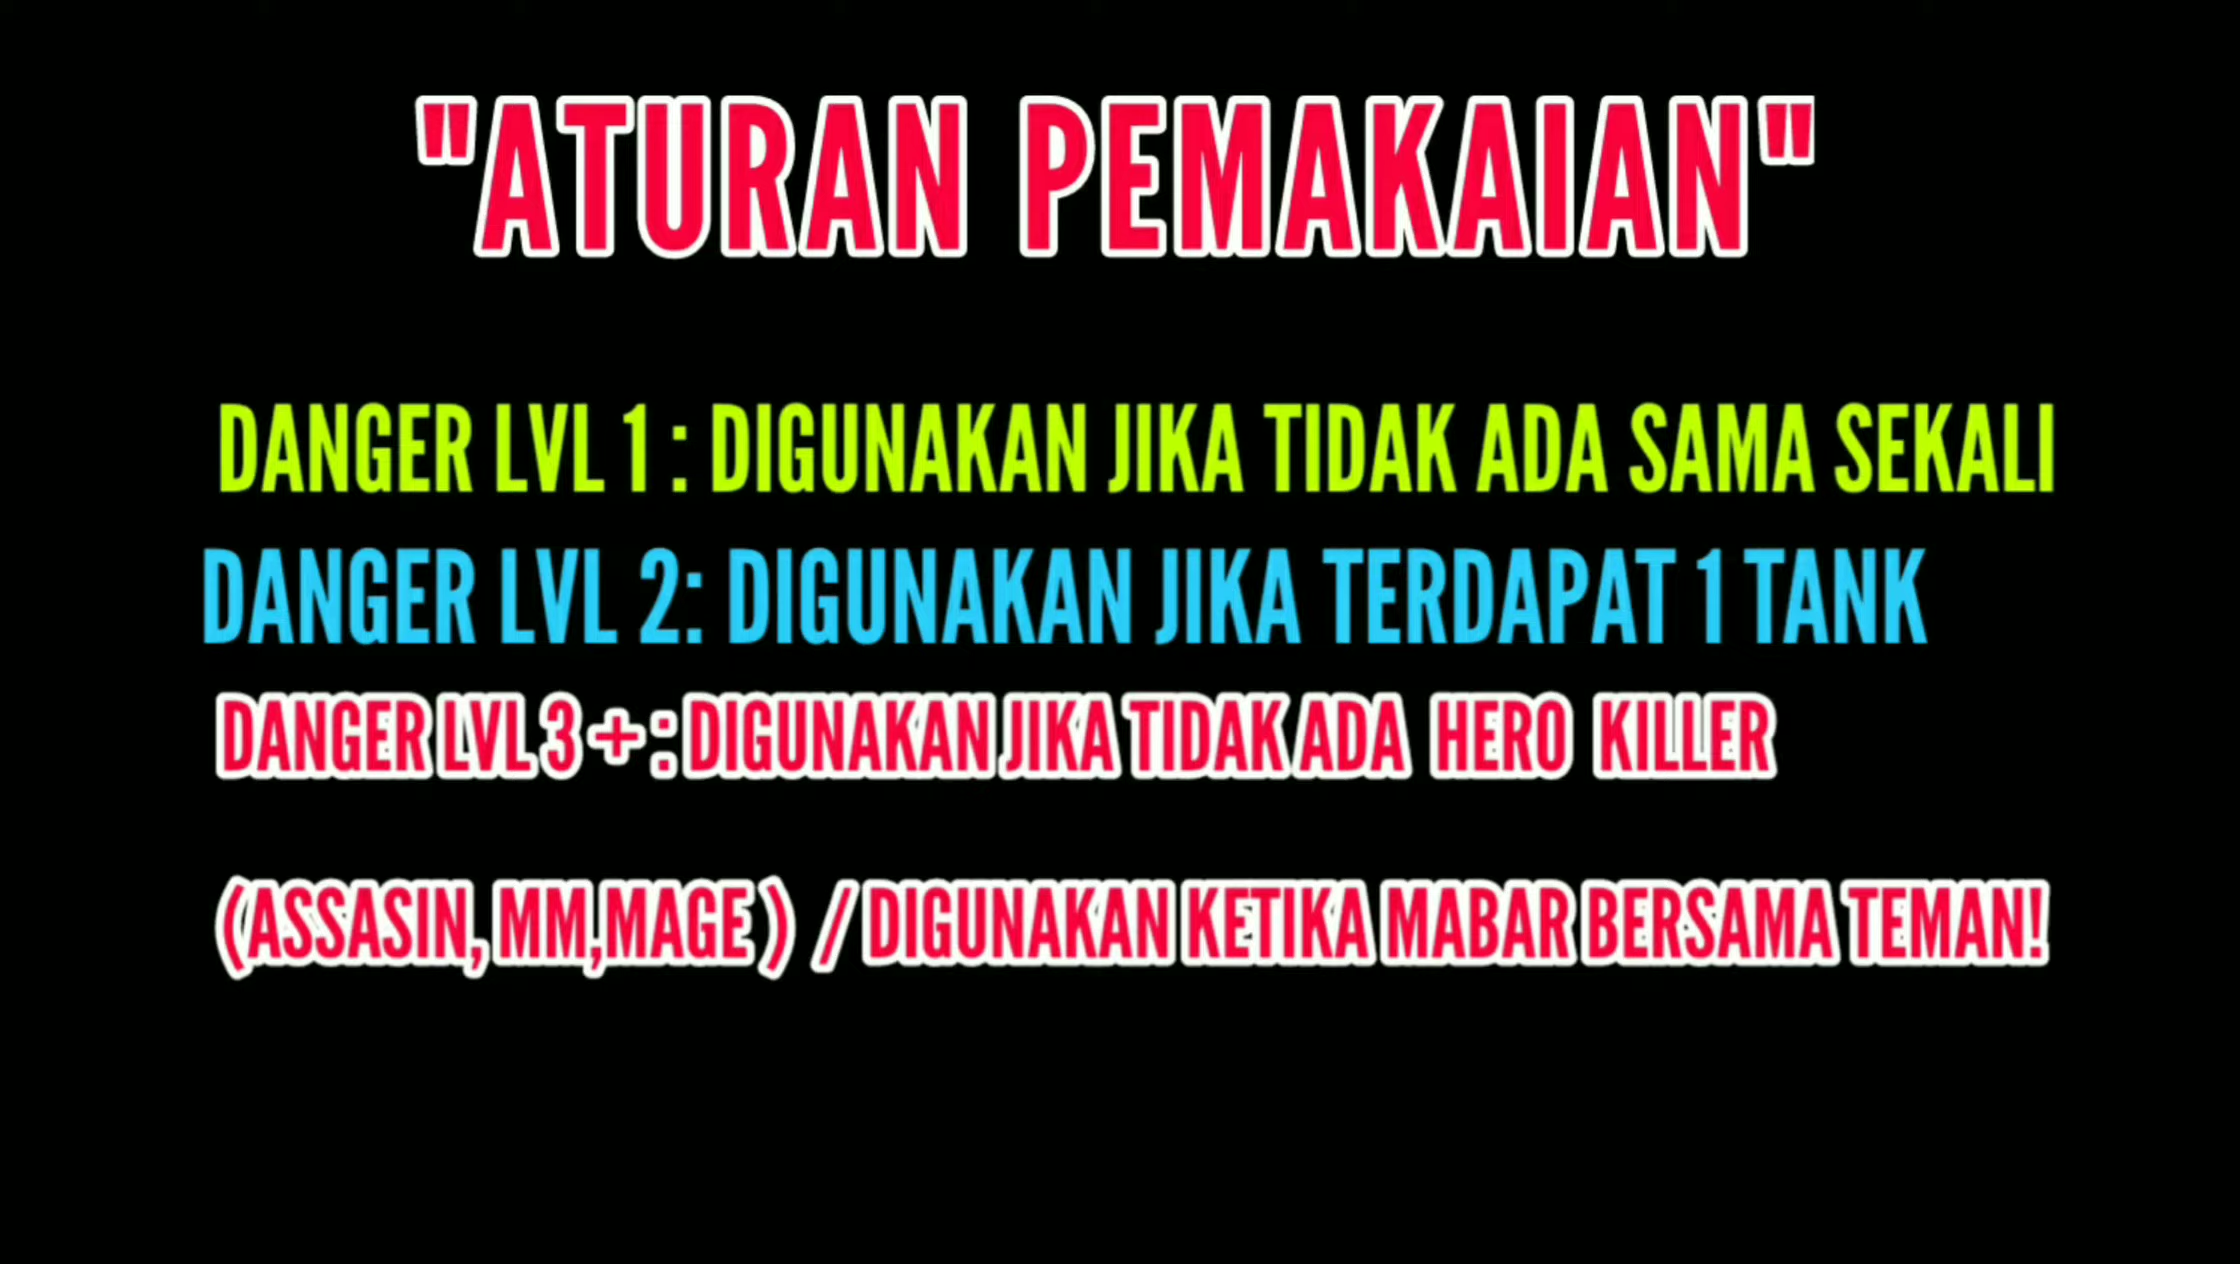 "ATURAN PEMAKAIAN"
DANGER LVL 1 : DIGUNAKAN JIKA TIDAK ADA SAMA SEKALI
DANGER LVL 2: DIGUNAKAN JIKA TERDAPAT 1 TANK
DANGER LVL 3 + : DIGUNAKAN JIKA TIDAK ADA HERO KILLER
(ASSASIN, MM,MAGE ) / DIGUNAKAN KETIKA MABAR BERSAMA TEMAN!